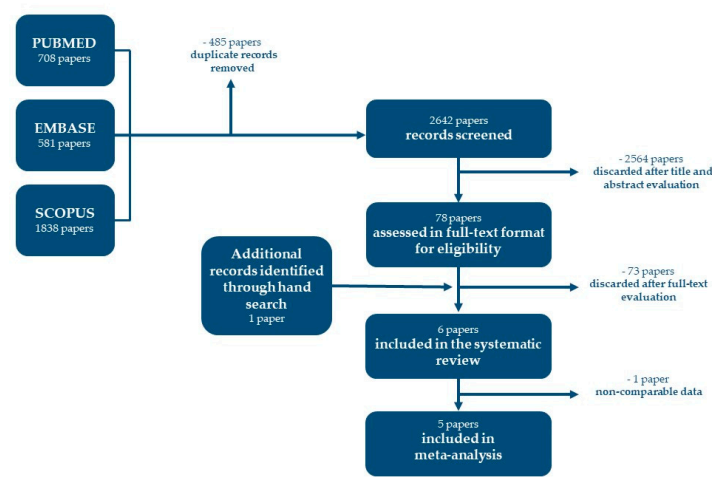 PUBMED
708 papers
- 485 papers
duplicate records
removed
EMBASE
581 papers
2642 papers
records screened
- 2564 papers
discarded after title and
abstract evaluation
SCOPUS
1838 papers
78 papers
assessed in full-text format
for eligibility
Additional
records identified
through hand
search
1 paper
- 73 papers
discarded after full-text
evaluation
6 papers
included in the systematic
review
- 1 paper
non-comparable data
5 papers
included in
meta-analysis